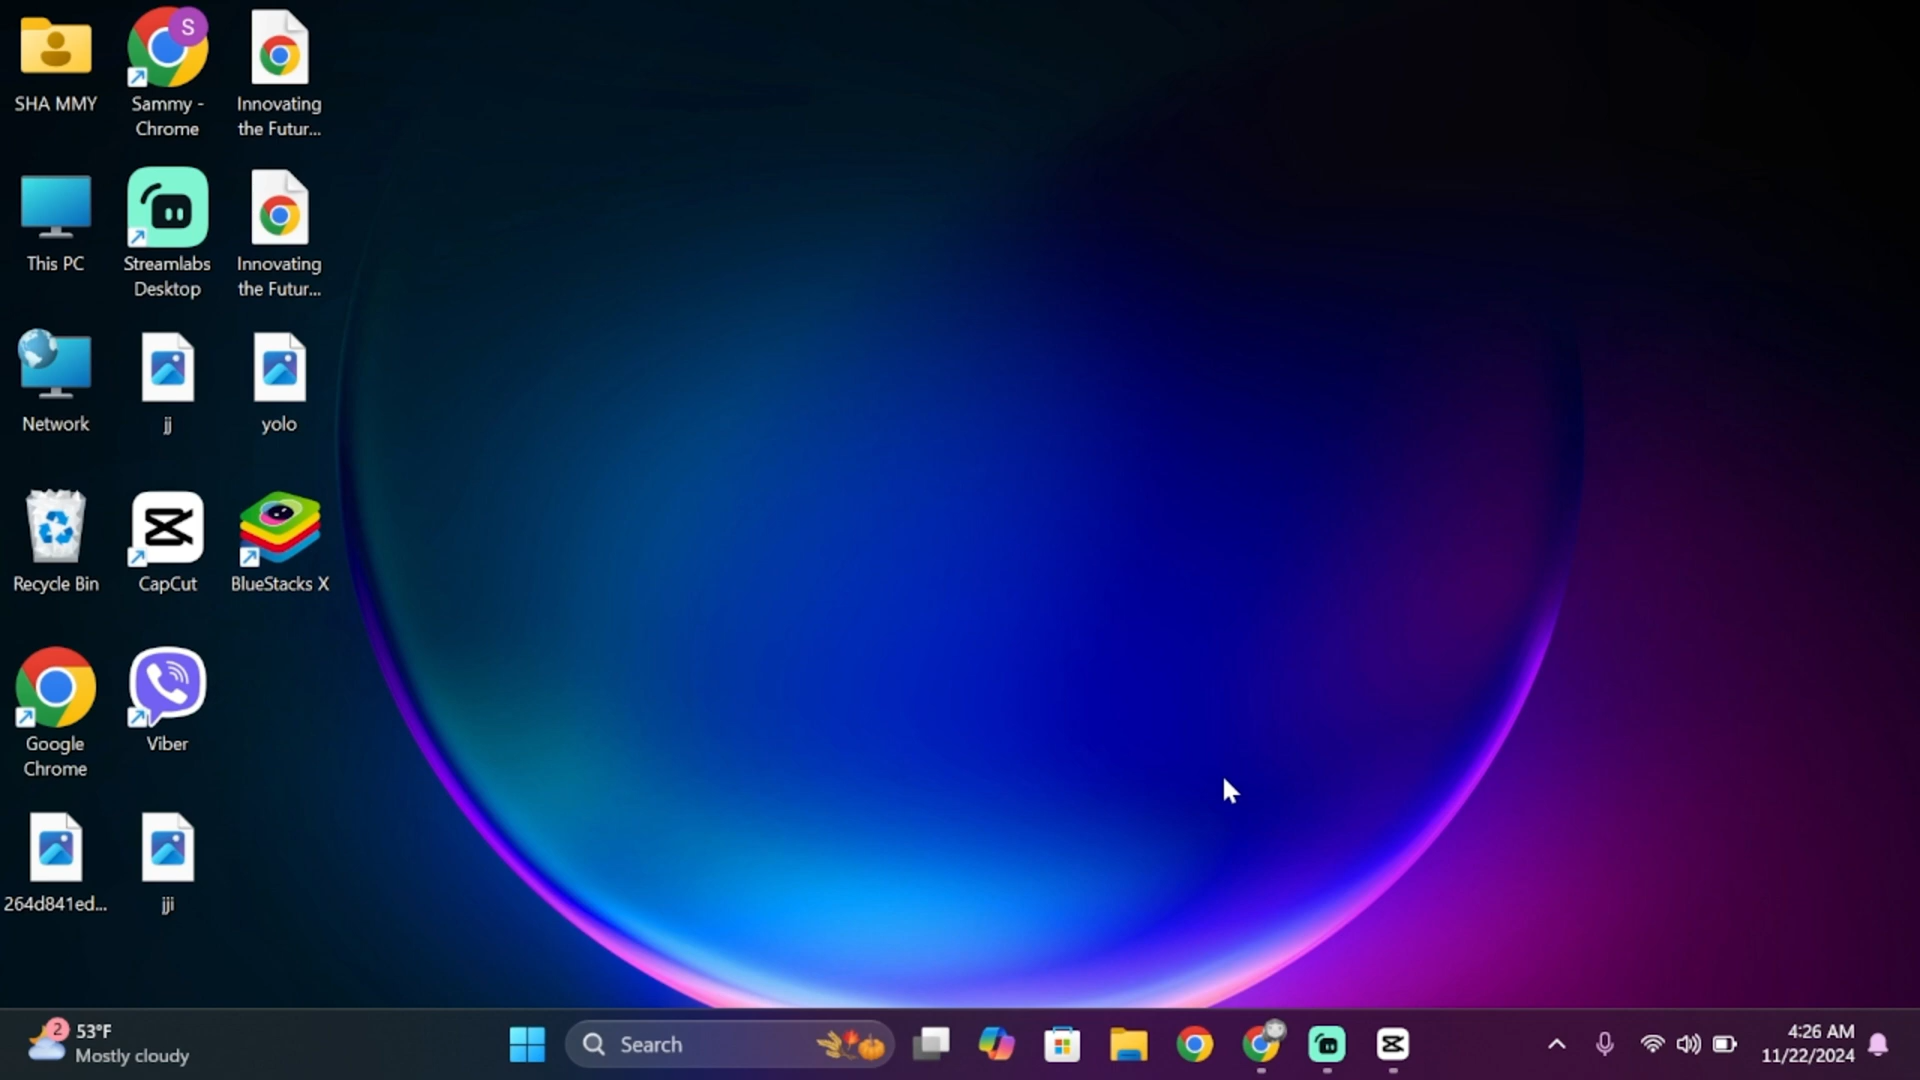 SHA MMY
S
Sammy -
Chrome
Innovating
the Futur...
This PC
Streamlabs
Desktop
Innovating
the Futur...
Network
jj
yolo
Recycle Bin
CapCut
BlueStacks X
Google
Chrome
Viber
264d841ed...
jji
2
53°F
Mostly cloudy
Search
4:26 AM
11/22/2024